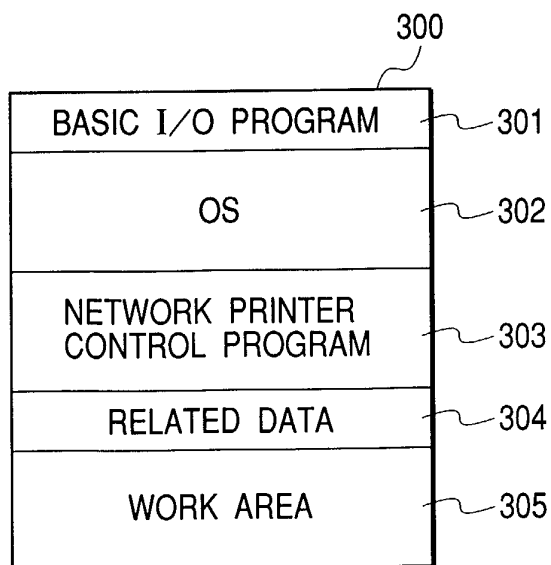 300
BASIC I/O PROGRAM 301
OS 302
NETWORK PRINTER
CONTROL PROGRAM 303
RELATED DATA 304
WORK AREA 305